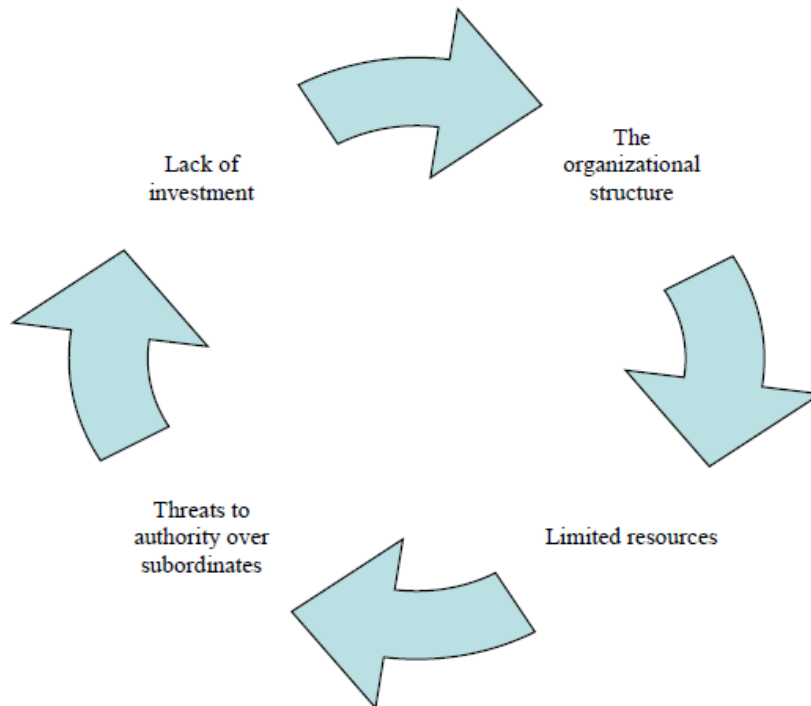 Lack of
investment
The
organizational
structure
Limited resources
Threats to
authority over
subordinates